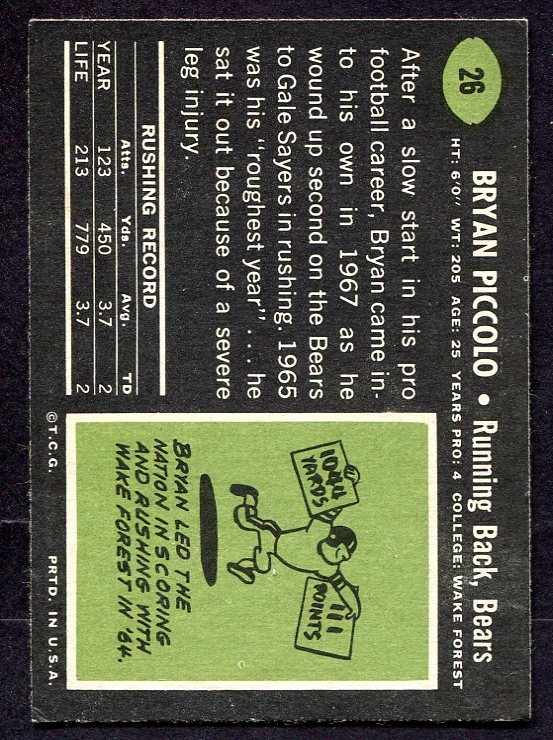 26
BRYAN PICCOLO • Running Back, Bears
HT: 6'0" WT: 205 AGE: 25 YEARS PRO: 4 COLLEGE: WAKE FOREST
After a slow start in his pro
football career, Bryan came in-
to his own in 1967 as he
wound up second on the Bears
to Gale Sayers in rushing. 1965
was his "roughest year" . . . he
sat it out because of a severe
leg injury.
RUSHING RECORD
Atts. Yds. Avg. TD
YEAR 123 450 3.7 2
LIFE 213 779 3.7 2
1044
YARDS
111
POINTS
BRYAN LED THE
NATION IN SCORING
AND RUSHING WITH
WAKE FOREST IN '64.
©T.C.G. PRTD. IN U.S.A.